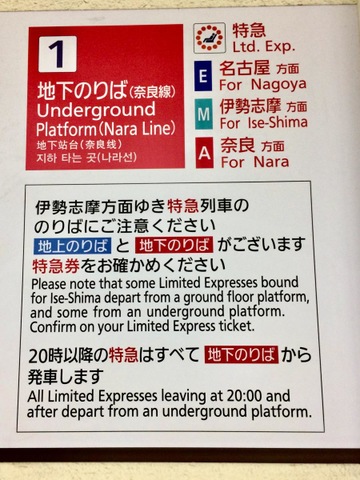 1
地下のりば(奈良線)
Underground
Platform(Nara Line)
地下站台(奈良线)
지하 타는 곳(나라선)
特急
Ltd. Exp.
E 名古屋 方面
For Nagoya
M 伊勢志摩 方面
For Ise-Shima
A 奈良 方面
For Nara
伊勢志摩方面ゆき特急列車の
のりばにご注意ください
地上のりば と 地下のりば がございます
特急券をお確かめください
Please note that some Limited Expresses bound
for Ise-Shima depart from a ground floor platform,
and some from an underground platform.
Confirm on your Limited Express ticket.
20時以降の特急はすべて 地下のりば から
発車します
All Limited Expresses leaving at 20:00 and
after depart from an underground platform.